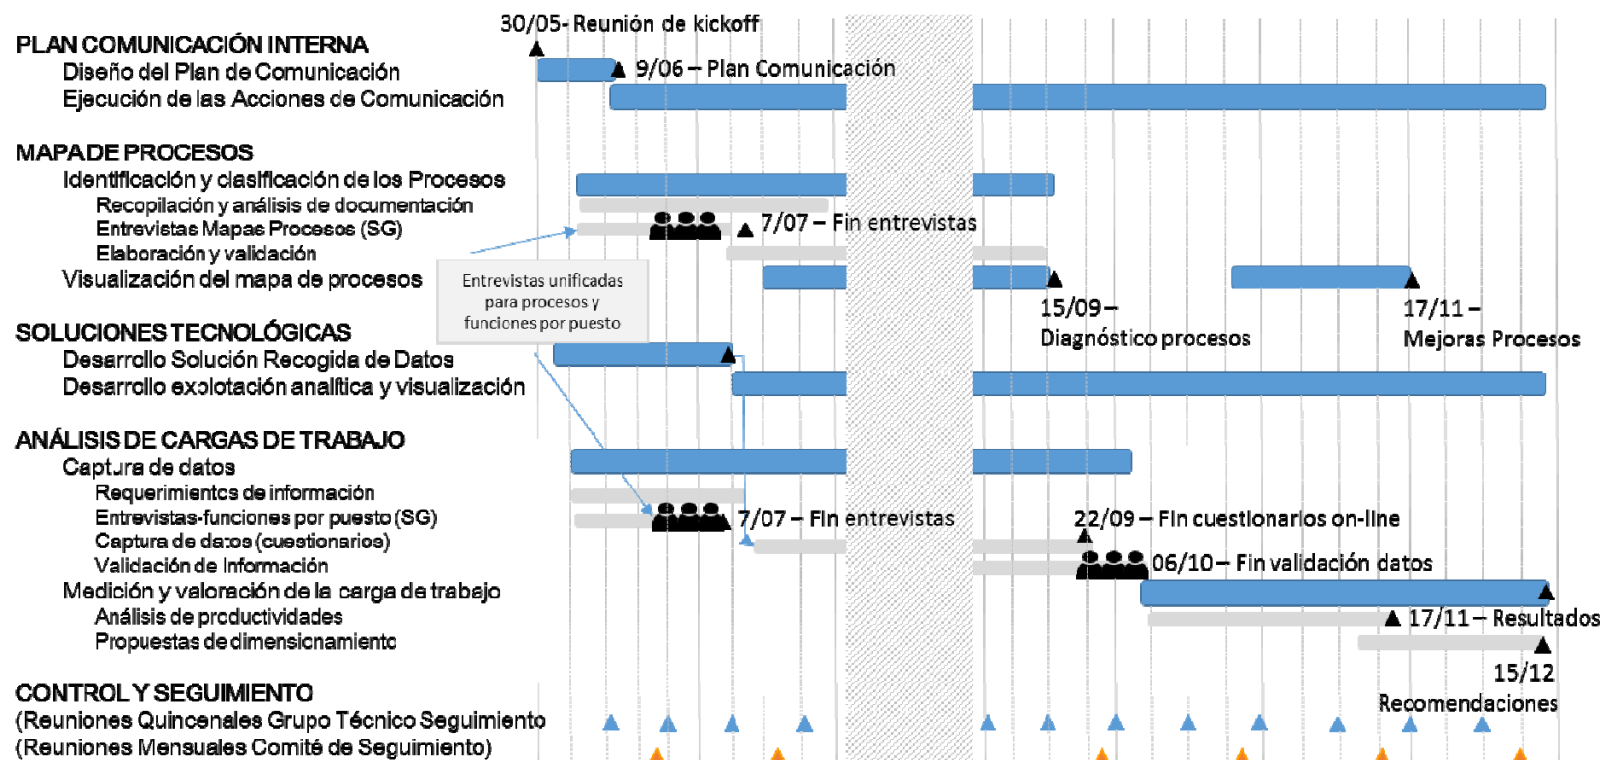 30/05- Reunión de kickoff
PLAN COMUNICACIÓN INTERNA
Diseño del Plan de Comunicación
9/06 – Plan Comunicación
Ejecución de las Acciones de Comunicación
MAPA DE PROCESOS
Identificación y clasificación de los Procesos
Recopilación y análisis de documentación
Entrevistas Mapas Procesos (SG)
7/07 – Fin entrevistas
Elaboración y validación
Visualización del mapa de procesos
Entrevistas unificadas
para procesos y
funciones por puesto
15/09 –
Diagnóstico procesos
17/11 –
Mejoras Procesos
SOLUCIONES TECNOLÓGICAS
Desarrollo Solución Recogida de Datos
Desarrollo explotación analítica y visualización
ANÁLISIS DE CARGAS DE TRABAJO
Captura de datos
Requerimientos de información
Entrevistas-funciones por puesto (SG)
7/07 – Fin entrevistas
22/09 – Fin cuestionarios on-line
Captura de datos (cuestionarios)
Validación de Información
06/10 – Fin validación datos
Medición y valoración de la carga de trabajo
Análisis de productividades
17/11 – Resultados
Propuestas de dimensionamiento
15/12
Recomendaciones
CONTROL Y SEGUIMIENTO
(Reuniones Quincenales Grupo Técnico Seguimiento
(Reuniones Mensuales Comité de Seguimiento)